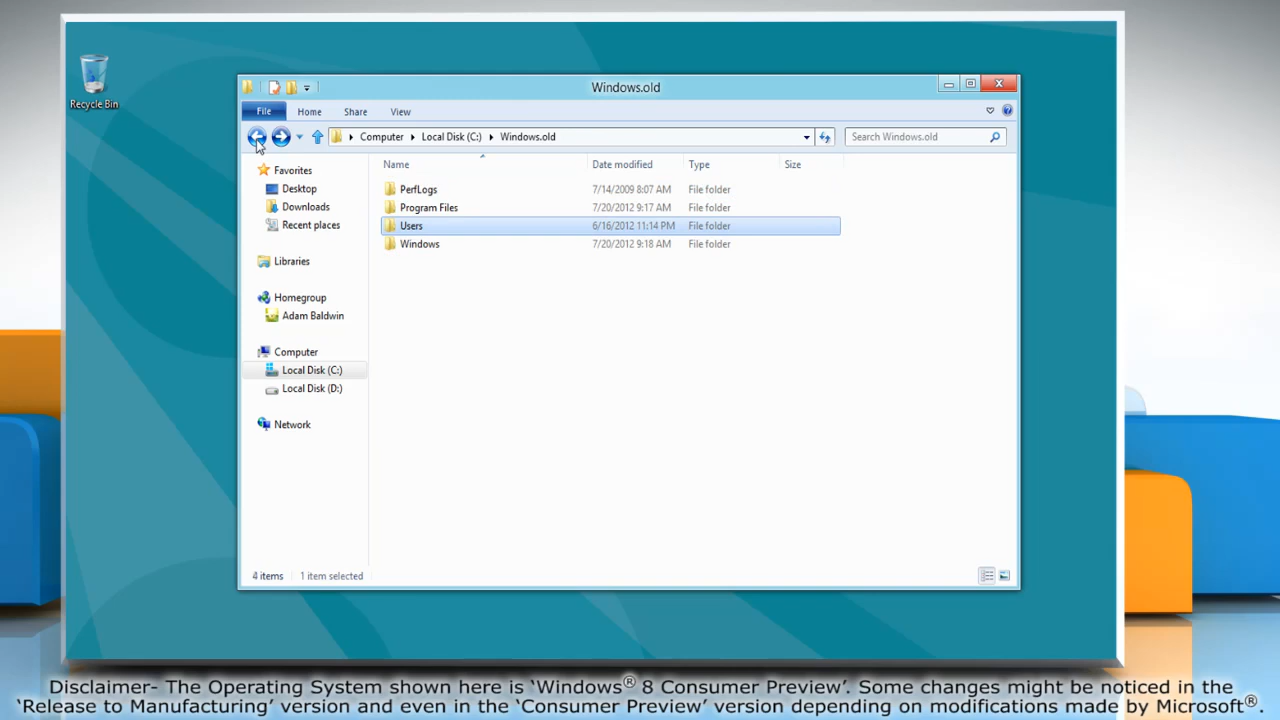 Recycle Bin
Windows.old
File Home Share View
Computer Local Disk (C:) Windows.old Search Windows.old
Name Date modified Type Size
Favorites
Desktop
Downloads
Recent places
Libraries
Homegroup
Adam Baldwin
Computer
Local Disk (C:)
Local Disk (D:)
Network
PerfLogs 7/14/2009 8:07 AM File folder
Program Files 7/20/2012 9:17 AM File folder
Users 6/16/2012 11:14 PM File folder
Windows 7/20/2012 9:18 AM File folder
4 items 1 item selected
Disclaimer- The Operating System shown here is ‘Windows® 8 Consumer Preview’. Some changes might be noticed in the
‘Release to Manufacturing’ version and even in the ‘Consumer Preview’ version depending on modifications made by Microsoft®.